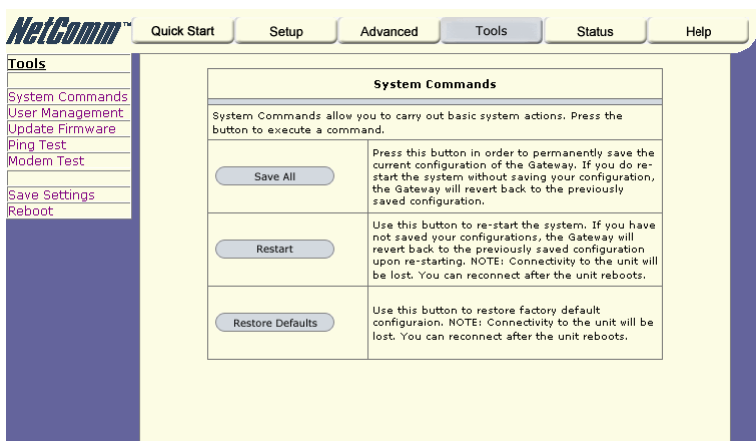 NetComm™
Quick Start
Setup
Advanced
Tools
Status
Help
Tools
System Commands
User Management
Update Firmware
Ping Test
Modem Test
Save Settings
Reboot
System Commands
System Commands allow you to carry out basic system actions. Press the
button to execute a command.
Save All
Press this button in order to permanently save the
current configuration of the Gateway. If you do re-
start the system without saving your configuration,
the Gateway will revert back to the previously
saved configuration.
Restart
Use this button to re-start the system. If you have
not saved your configurations, the Gateway will
revert back to the previously saved configuration
upon re-starting. NOTE: Connectivity to the unit will
be lost. You can reconnect after the unit reboots.
Restore Defaults
Use this button to restore factory default
configuraion. NOTE: Connectivity to the unit will be
lost. You can reconnect after the unit reboots.